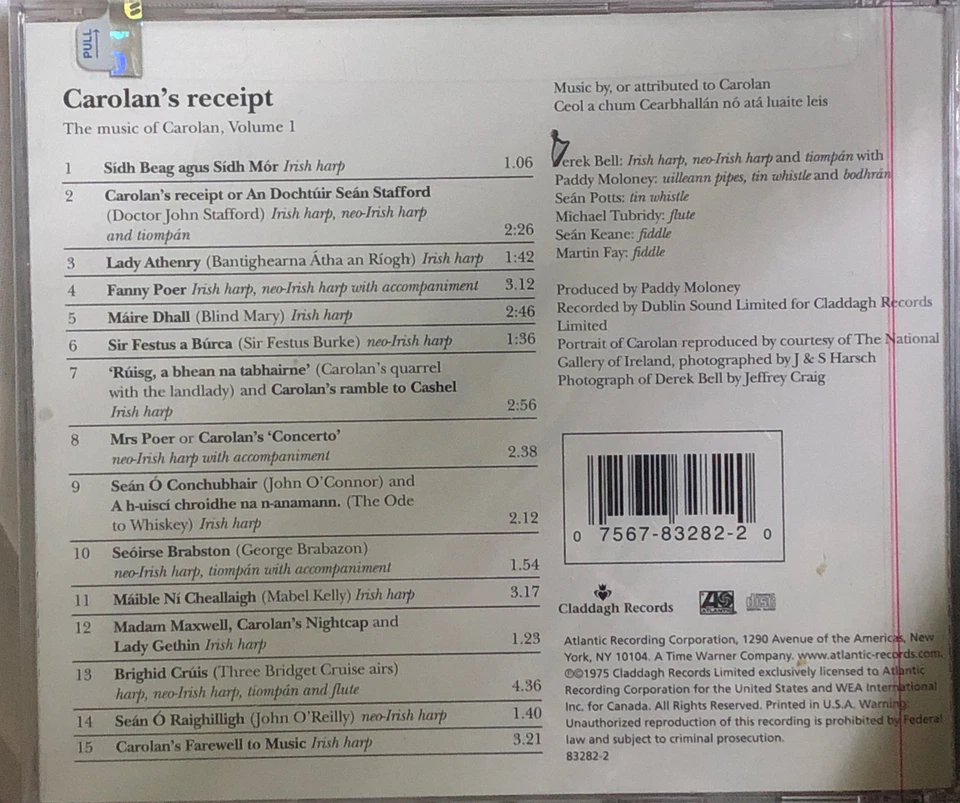 PULL
Carolan's receipt
The music of Carolan, Volume 1
1 Sídh Beag agus Sídh Mór Irish harp 1.06
2 Carolan's receipt or An Dochtúir Seán Stafford
(Doctor John Stafford) Irish harp, neo-Irish harp
and tiompán 2:26
3 Lady Athenry (Bantighearna Átha an Ríogh) Irish harp 1:42
4 Fanny Poer Irish harp, neo-Irish harp with accompaniment 3.12
5 Máire Dhall (Blind Mary) Irish harp 2:46
6 Sir Festus a Búrca (Sir Festus Burke) neo-Irish harp 1:36
7 'Rúisg, a bhean na tabhairne' (Carolan's quarrel
with the landlady) and Carolan's ramble to Cashel
Irish harp 2:56
8 Mrs Poer or Carolan's 'Concerto'
neo-Irish harp with accompaniment 2.38
9 Seán Ó Conchubhair (John O'Connor) and
A h-uiscí chroidhe na n-anamann. (The Ode
to Whiskey) Irish harp 2.12
10 Seóirse Brabston (George Brabazon)
neo-Irish harp, tiompán with accompaniment 1.54
11 Máible Ní Cheallaigh (Mabel Kelly) Irish harp 3.17
12 Madam Maxwell, Carolan's Nightcap and
Lady Gethin Irish harp 1.23
13 Brighid Crúis (Three Bridget Cruise airs)
harp, neo-Irish harp, tiompán and flute 4.36
14 Seán Ó Raighilligh (John O'Reilly) neo-Irish harp 1.40
15 Carolan's Farewell to Music Irish harp 3.21
Music by, or attributed to Carolan
Ceol a chum Cearbhallán nó atá luaite leis
Derek Bell: Irish harp, neo-Irish harp and tiompán with
Paddy Moloney: uilleann pipes, tin whistle and bodhrán
Seán Potts: tin whistle
Michael Tubridy: flute
Seán Keane: fiddle
Martin Fay: fiddle
Produced by Paddy Moloney
Recorded by Dublin Sound Limited for Claddagh Records
Limited
Portrait of Carolan reproduced by courtesy of The National
Gallery of Ireland, photographed by J & S Harsch
Photograph of Derek Bell by Jeffrey Craig
0 7567-83282-2 0
Claddagh Records ATLANTIC disc
Atlantic Recording Corporation, 1290 Avenue of the Americas, New
York, NY 10104. A Time Warner Company. www.atlantic-records.com.
℗©1975 Claddagh Records Limited exclusively licensed to Atlantic
Recording Corporation for the United States and WEA International
Inc. for Canada. All Rights Reserved. Printed in U.S.A. Warning:
Unauthorized reproduction of this recording is prohibited by Federal
law and subject to criminal prosecution.
83282-2